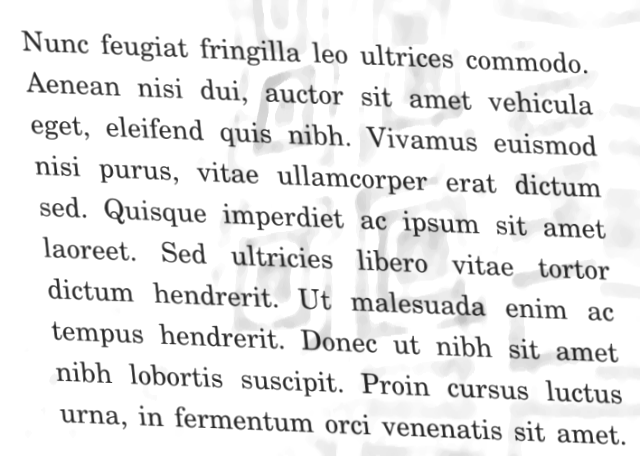 Nunc feugiat fringilla leo ultrices commodo.
Aenean nisi dui, auctor sit amet vehicula
eget, eleifend quis nibh. Vivamus euismod
nisi purus, vitae ullamcorper erat dictum
sed. Quisque imperdiet ac ipsum sit amet
laoreet. Sed ultricies libero vitae tortor
dictum hendrerit. Ut malesuada enim ac
tempus hendrerit. Donec ut nibh sit amet
nibh lobortis suscipit. Proin cursus luctus
urna, in fermentum orci venenatis sit amet.